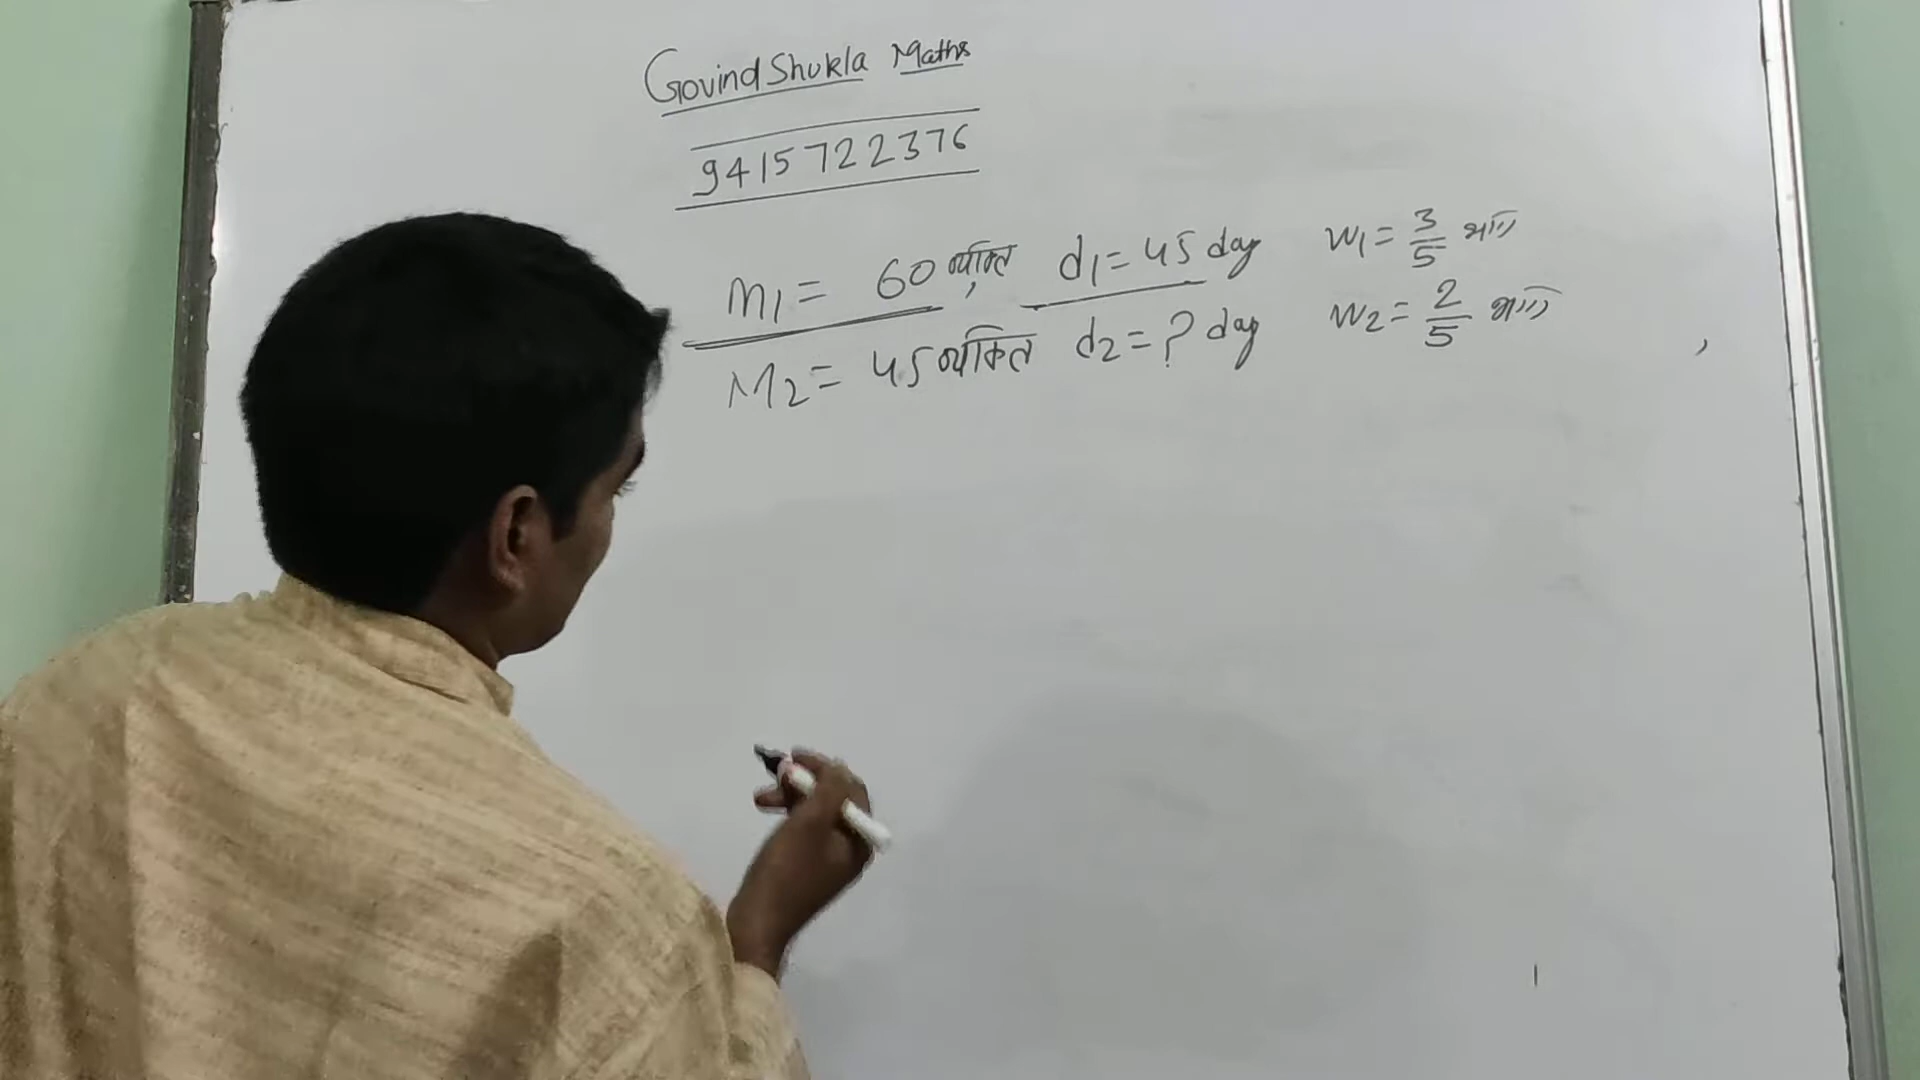 Govind Shukla Maths
9415722376
M1 = 60 व्यक्ति, d1 = 45 day W1 = 3/5 भाग
M2 = 45 व्यक्ति d2 = ? day W2 = 2/5 भाग